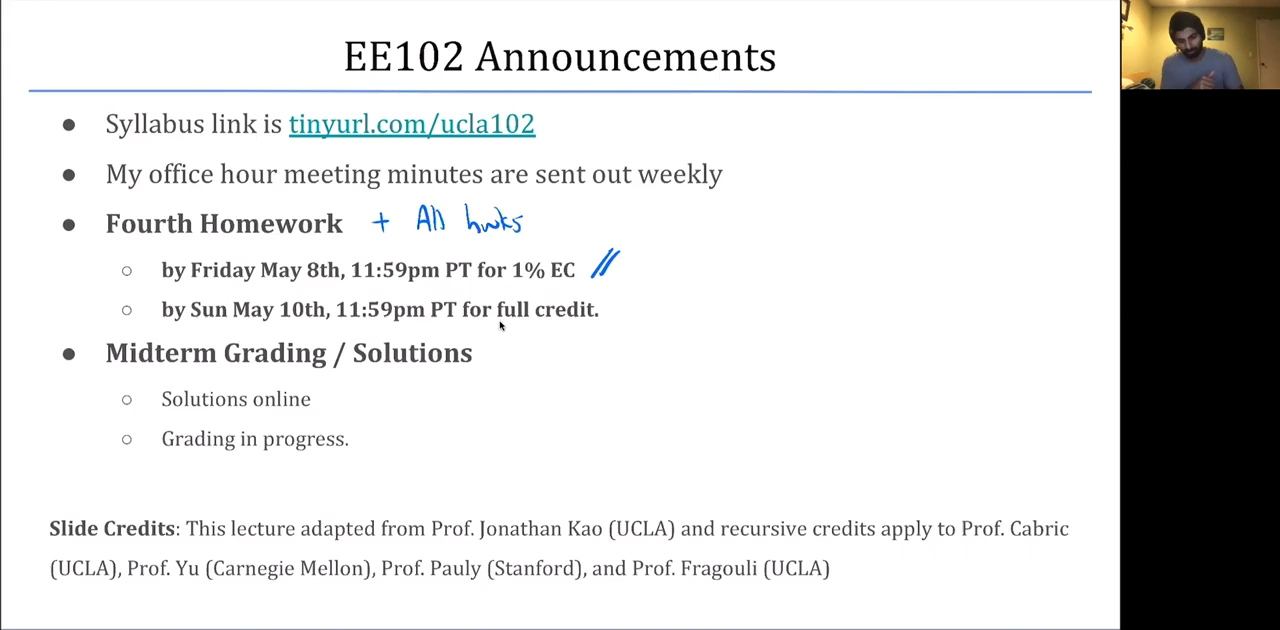 EE102 Announcements
● Syllabus link is tinyurl.com/ucla102
● My office hour meeting minutes are sent out weekly
● Fourth Homework + All hwks
○ by Friday May 8th, 11:59pm PT for 1% EC
○ by Sun May 10th, 11:59pm PT for full credit.
● Midterm Grading / Solutions
○ Solutions online
○ Grading in progress.
Slide Credits: This lecture adapted from Prof. Jonathan Kao (UCLA) and recursive credits apply to Prof. Cabric
(UCLA), Prof. Yu (Carnegie Mellon), Prof. Pauly (Stanford), and Prof. Fragouli (UCLA)